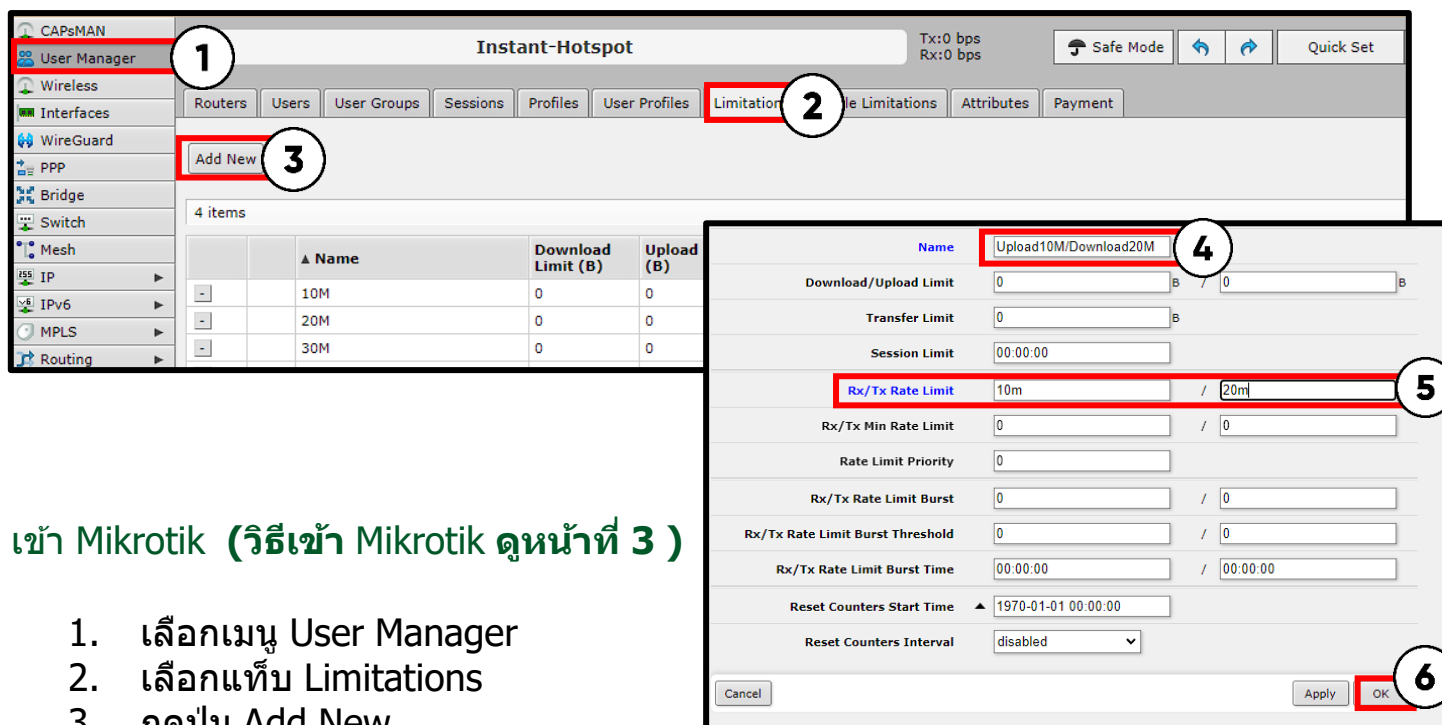 CAPsMAN
User Manager
Wireless
Interfaces
WireGuard
PPP
Bridge
Switch
Mesh
IP
IPv6
MPLS
Routing
1
Instant-Hotspot
Tx:0 bps
Rx:0 bps
Safe Mode
Quick Set
Routers Users User Groups Sessions Profiles User Profiles Limitation 2 Limitations Attributes Payment
Add New 3
4 items
▲ Name Download Limit (B) Upload (B)
- 10M 0 0
- 20M 0 0
- 30M 0 0
Name Upload10M/Download20M 4
Download/Upload Limit 0 B / 0 B
Transfer Limit 0 B
Session Limit 00:00:00
Rx/Tx Rate Limit 10m / 20m 5
Rx/Tx Min Rate Limit 0 / 0
Rate Limit Priority 0
Rx/Tx Rate Limit Burst 0 / 0
Rx/Tx Rate Limit Burst Threshold 0 / 0
Rx/Tx Rate Limit Burst Time 00:00:00 / 00:00:00
Reset Counters Start Time ▲ 1970-01-01 00:00:00
Reset Counters Interval disabled
Cancel Apply OK 6
เข้า Mikrotik (วิธีเข้า Mikrotik ดูหน้าที่ 3 )
1. เลือกเมนู User Manager
2. เลือกแท็บ Limitations
3. กดปุ่ม Add New